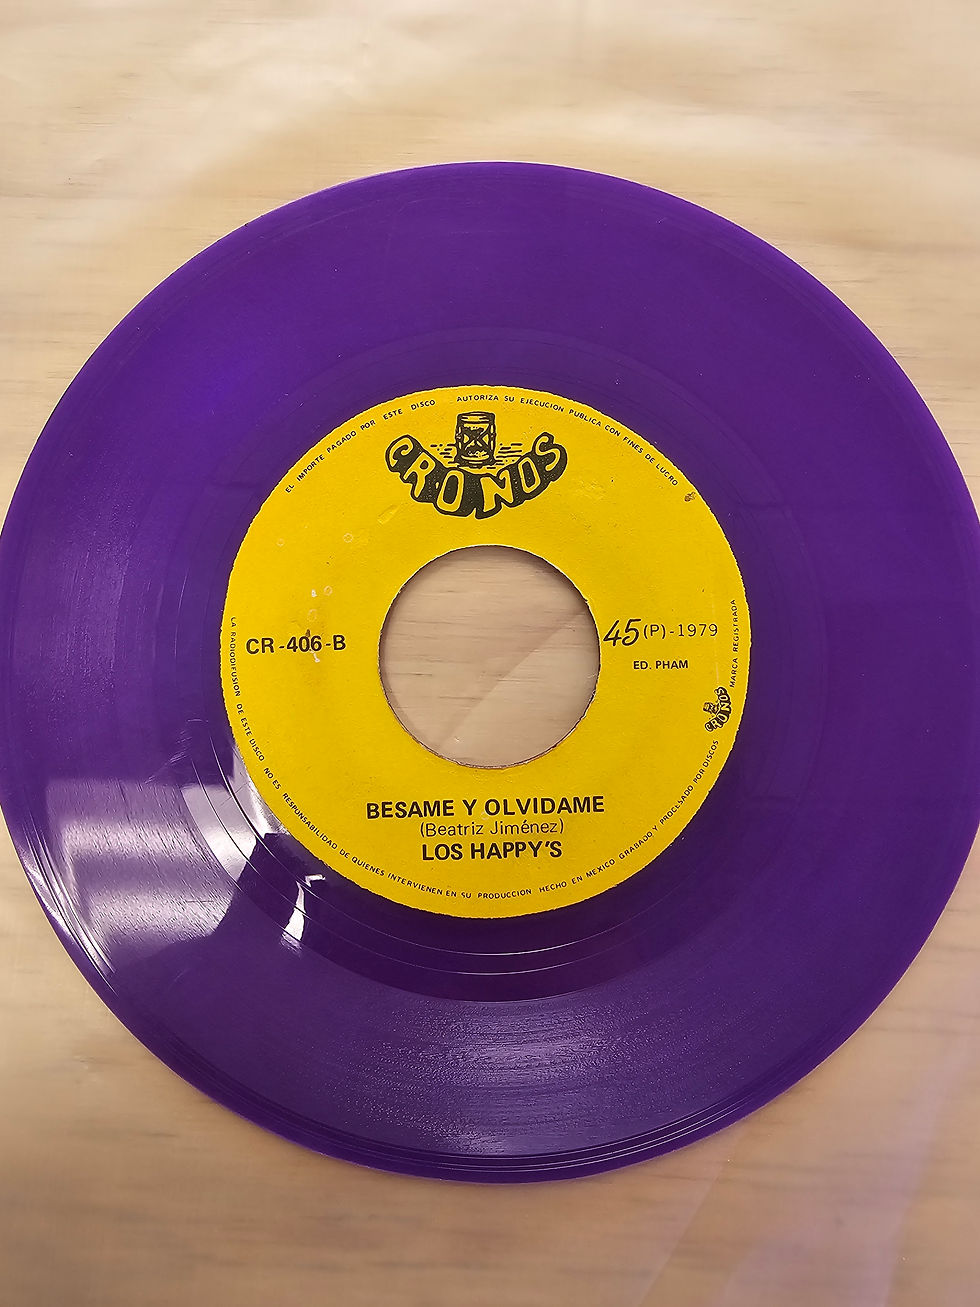 EL IMPORTE PAGADO POR ESTE DISCO AUTORIZA SU EJECUCION PUBLICA CON FINES DE LUCRO
CRONOS
CR-406-B
45 (P)-1979
ED. PHAM
BESAME Y OLVIDAME
(Beatriz Jiménez)
LOS HAPPY'S
LA RADIODIFUSION DE ESTE DISCO NO ES RESPONSABILIDAD DE QUIENES INTERVIENEN EN SU PRODUCCION HECHO EN MEXICO GRABADO Y PROCESADO POR DISCOS CRONOS MARCA REGISTRADA